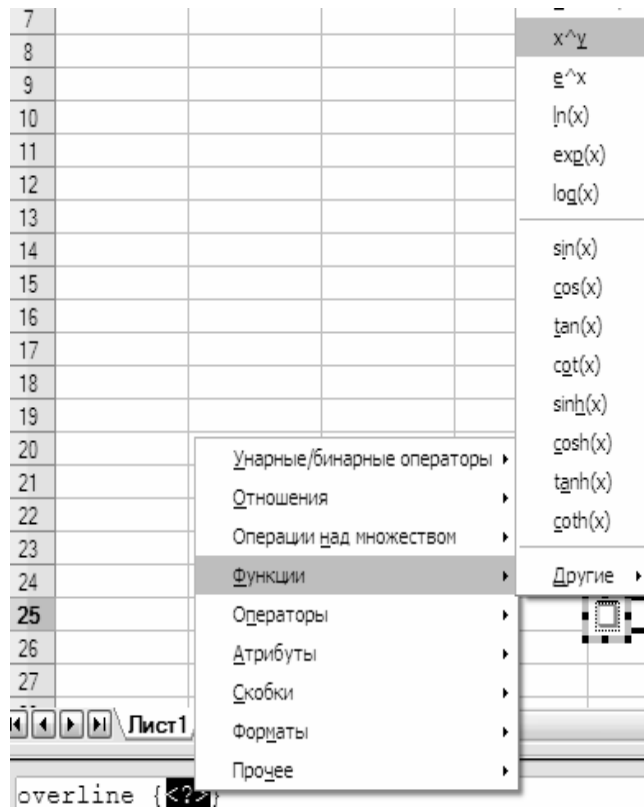 7
8
9
10
11
12
13
14
15
16
17
18
19
20
21
22
23
24
25
26
27
x^y
e^x
ln(x)
exp(x)
log(x)
sin(x)
cos(x)
tan(x)
cot(x)
sinh(x)
cosh(x)
tanh(x)
coth(x)
Другие
Унарные/бинарные операторы
Отношения
Операции над множеством
Функции
Операторы
Атрибуты
Скобки
Форматы
Прочее
Лист1
overline {<?>}